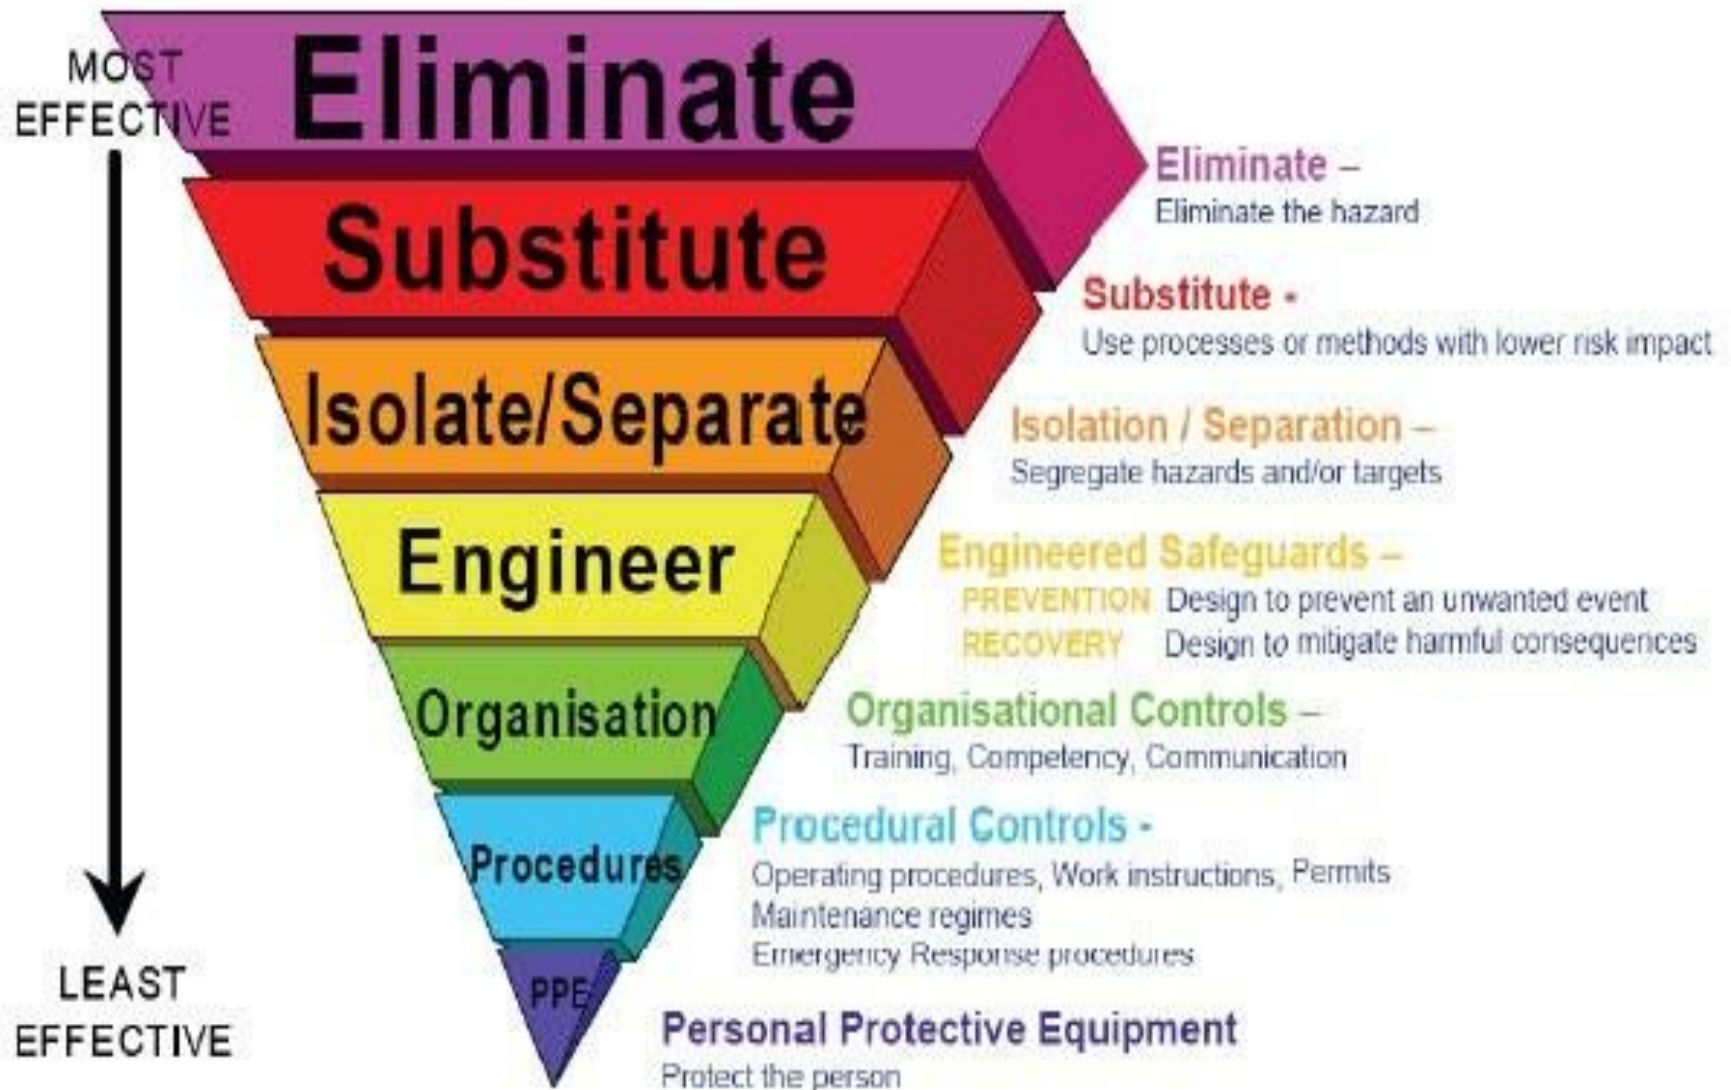 MOST
EFFECTIVE
Eliminate
Substitute
Isolate/Separate
Engineer
Organisation
Procedures
PPE
LEAST
EFFECTIVE
Eliminate –
Eliminate the hazard
Substitute -
Use processes or methods with lower risk impact
Isolation / Separation –
Segregate hazards and/or targets
Engineered Safeguards –
PREVENTION Design to prevent an unwanted event
RECOVERY Design to mitigate harmful consequences
Organisational Controls –
Training, Competency, Communication
Procedural Controls -
Operating procedures, Work instructions, Permits
Maintenance regimes
Emergency Response procedures
Personal Protective Equipment
Protect the person